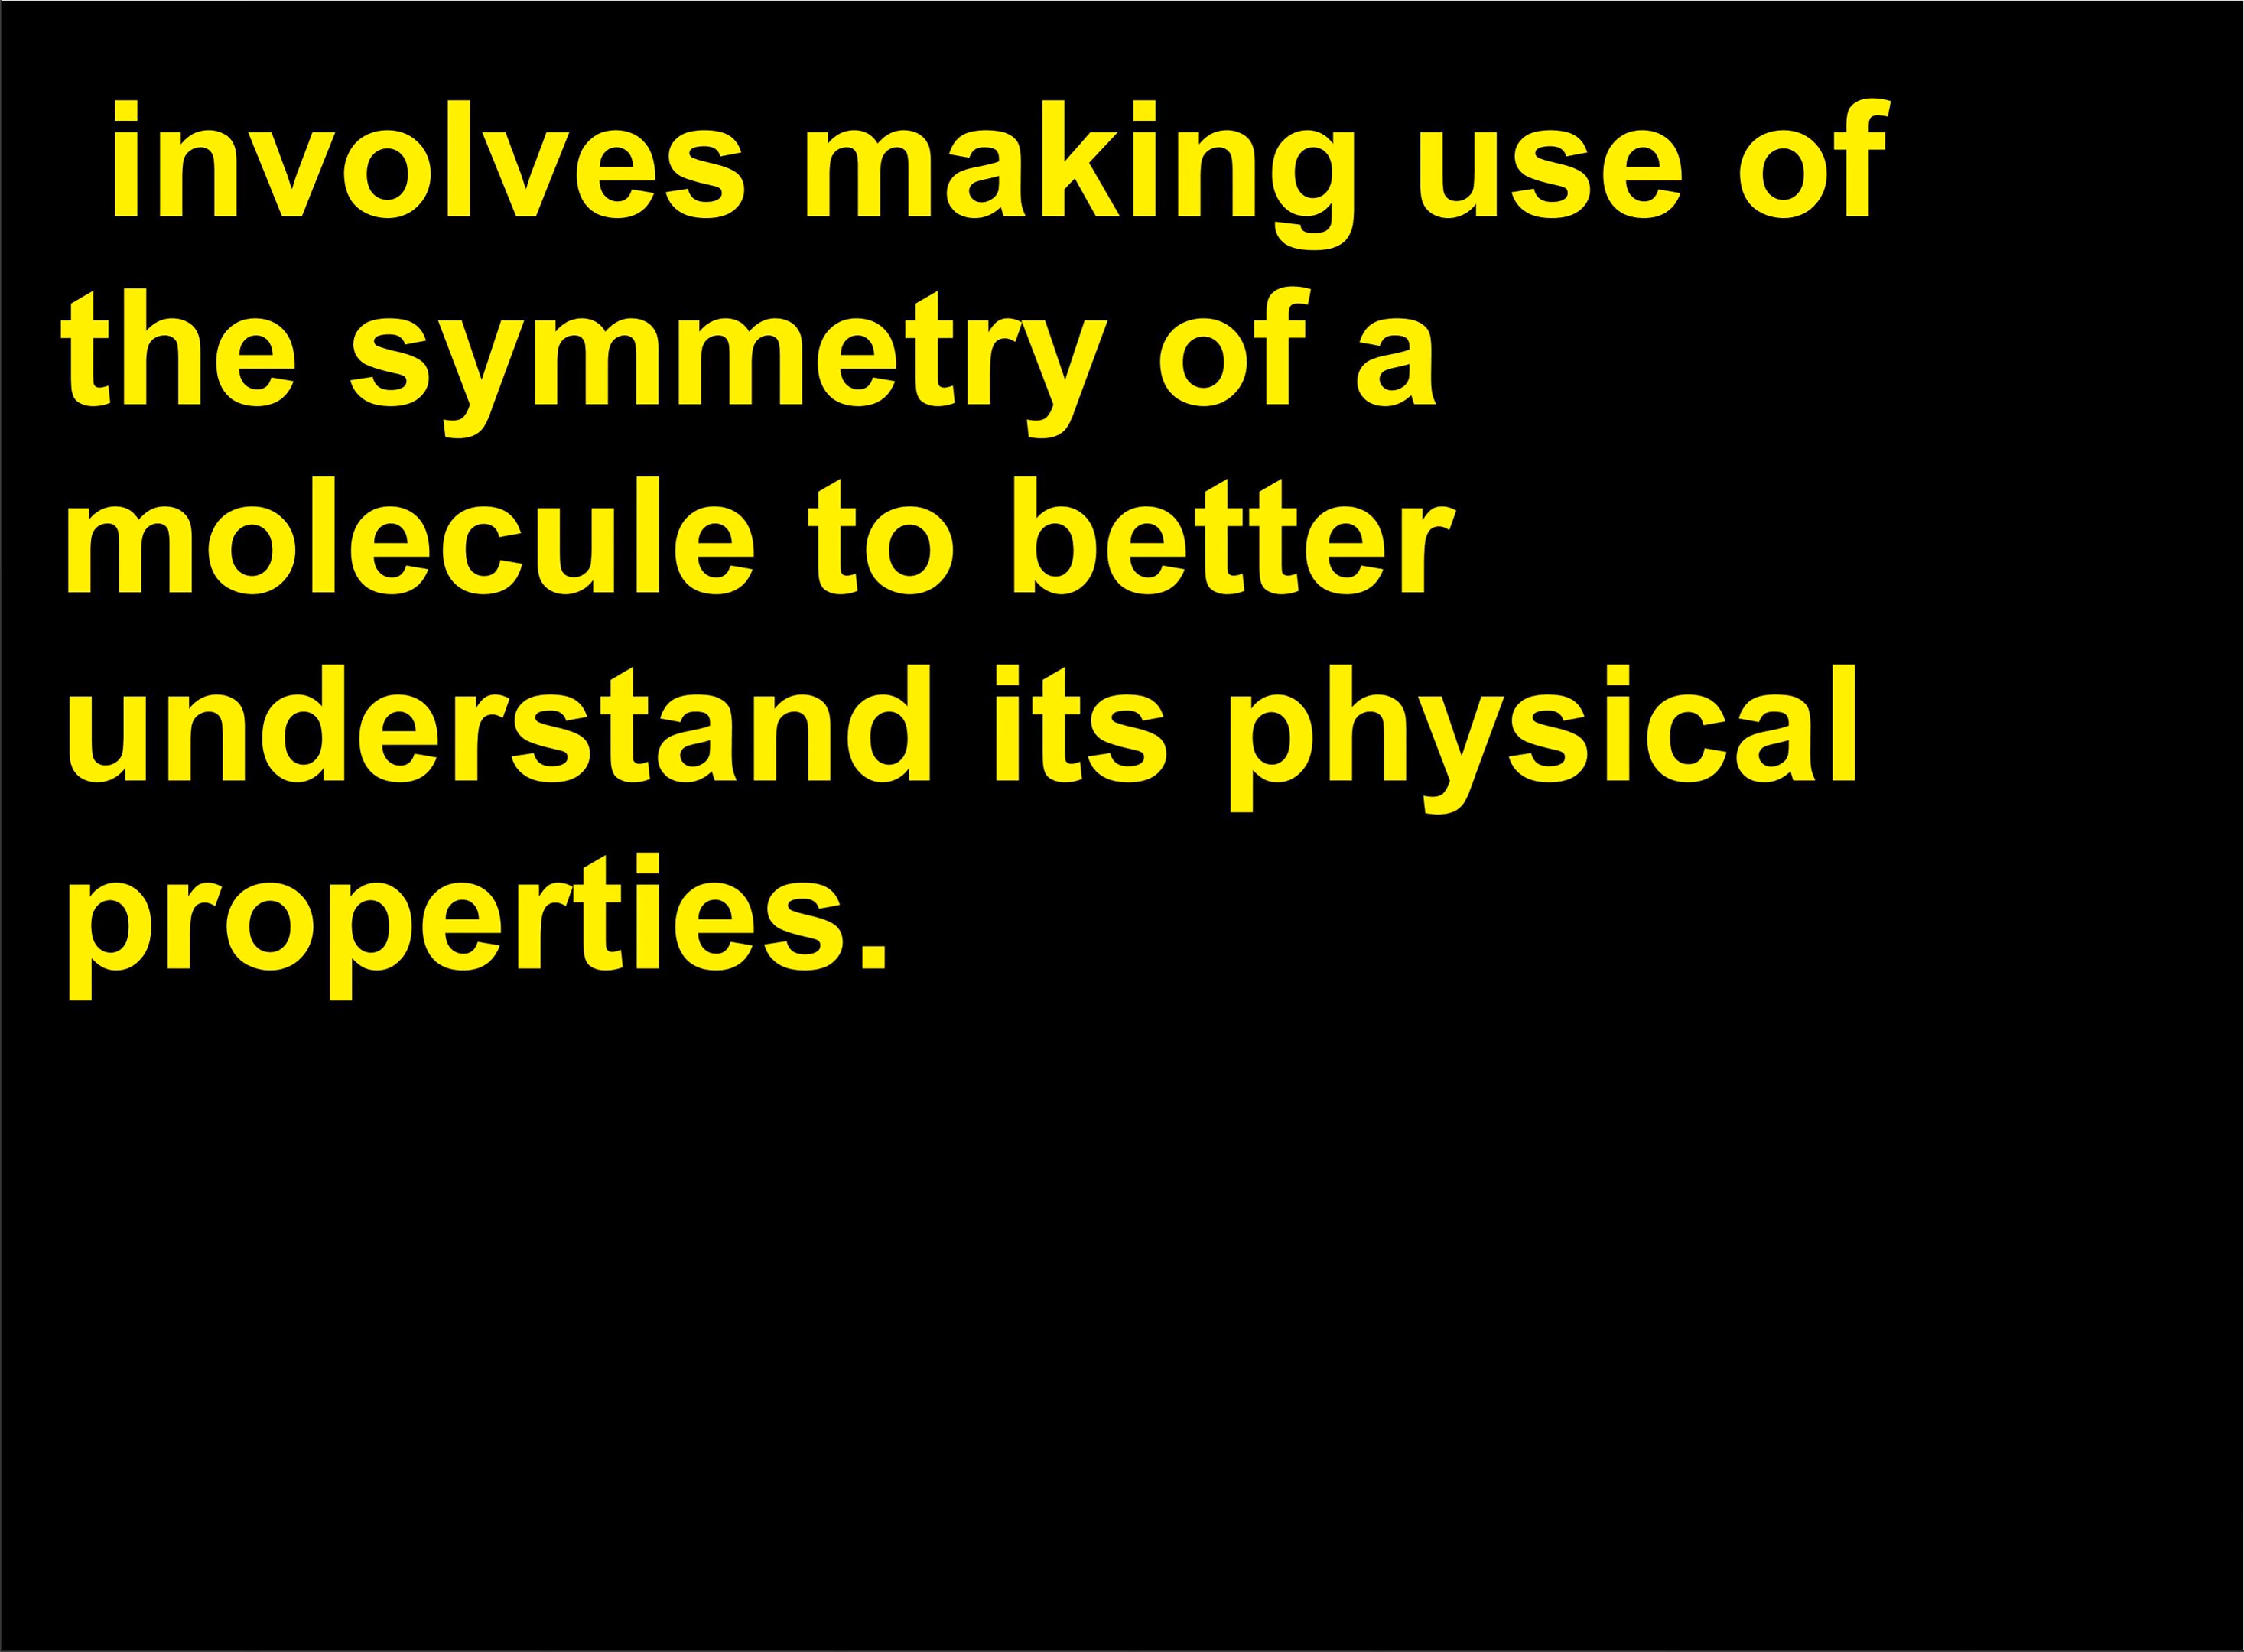 involves making use of
the symmetry of a
molecule to better
understand its physical
properties.